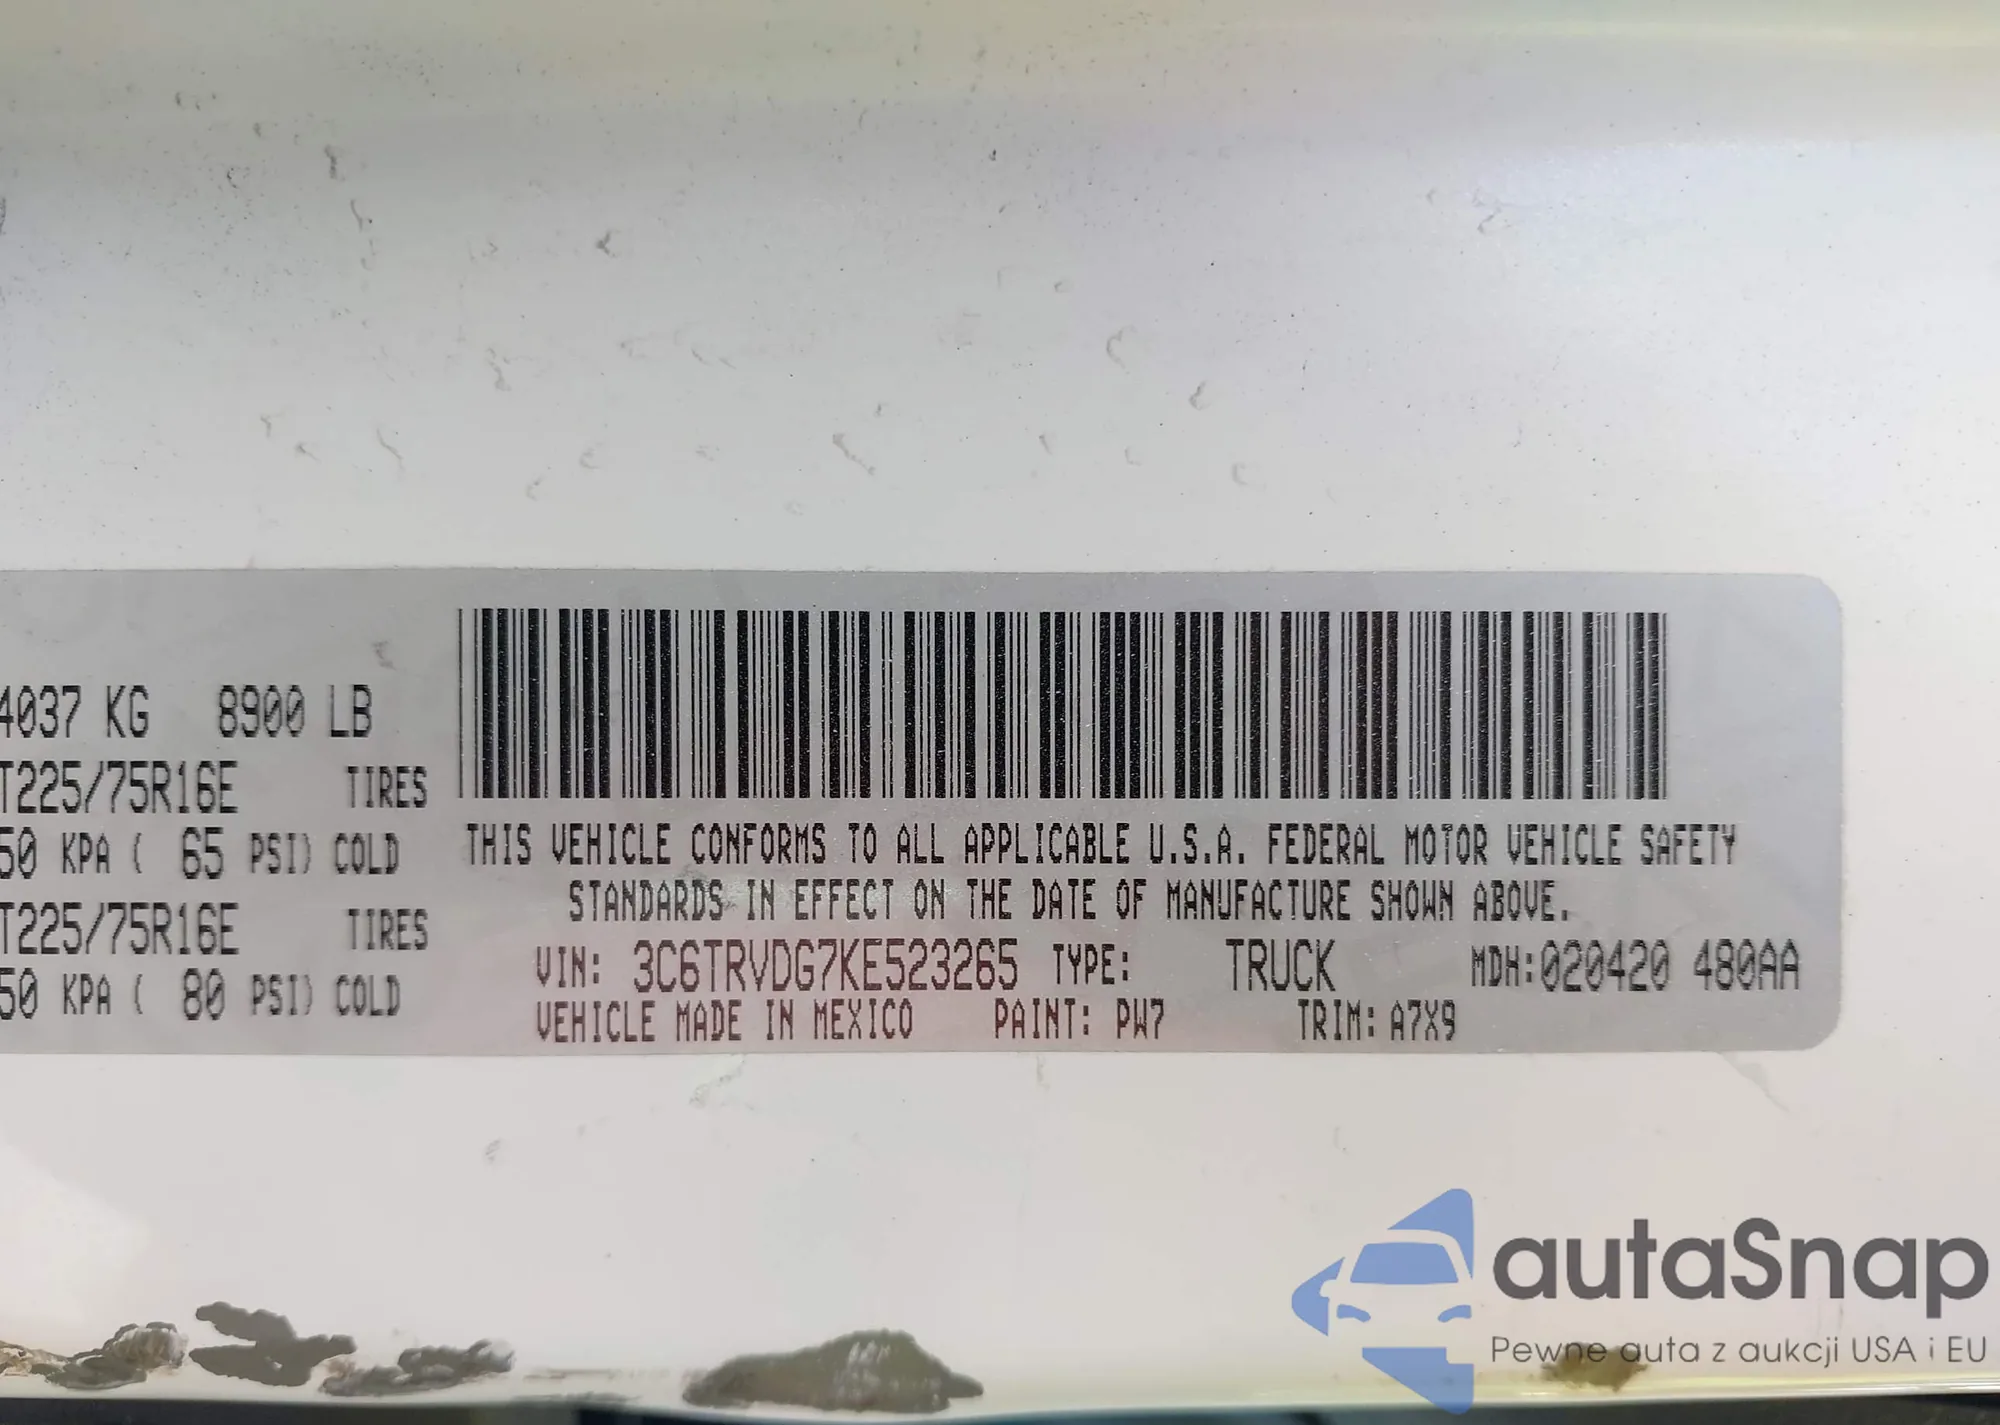 4037 KG 8900 LB
T225/75R16E TIRES
50 KPA ( 65 PSI) COLD
T225/75R16E TIRES
50 KPA ( 80 PSI) COLD
THIS VEHICLE CONFORMS TO ALL APPLICABLE U.S.A. FEDERAL MOTOR VEHICLE SAFETY
STANDARDS IN EFFECT ON THE DATE OF MANUFACTURE SHOWN ABOVE.
VIN: 3C6TRVDG7KE523265 TYPE: TRUCK MDH:020420 480AA
VEHICLE MADE IN MEXICO PAINT: PW7 TRIM: A7X9
autaSnap
Pewne auta z aukcji USA i EU